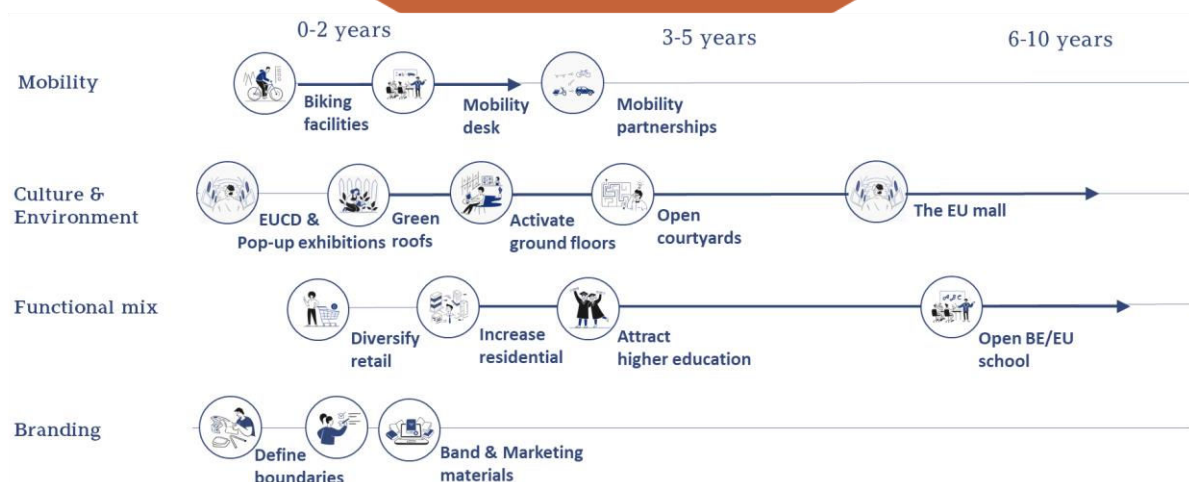 0-2 years
3-5 years
6-10 years
Mobility
Biking
facilities
Mobility
desk
Mobility
partnerships
Culture &
Environment
EUCD &
Pop-up exhibitions
Green
roofs
Activate
ground floors
Open
courtyards
The EU mall
Functional mix
Diversify
retail
Increase
residential
Attract
higher education
Open BE/EU
school
Branding
Define
boundaries
Band & Marketing
materials